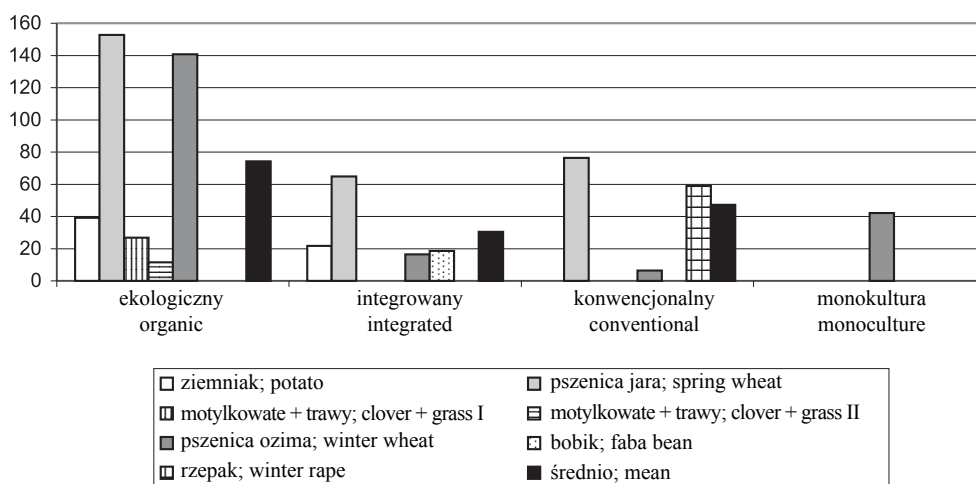 160
140
120
100
80
60
40
20
0
ekologiczny integrowany konwencjonalny monokultura
organic integrated conventional monoculture
ziemniak; potato pszenica jara; spring wheat
motylkowate + trawy; clover + grass I motylkowate + trawy; clover + grass II
pszenica ozima; winter wheat bobik; faba bean
rzepak; winter rape średnio; mean